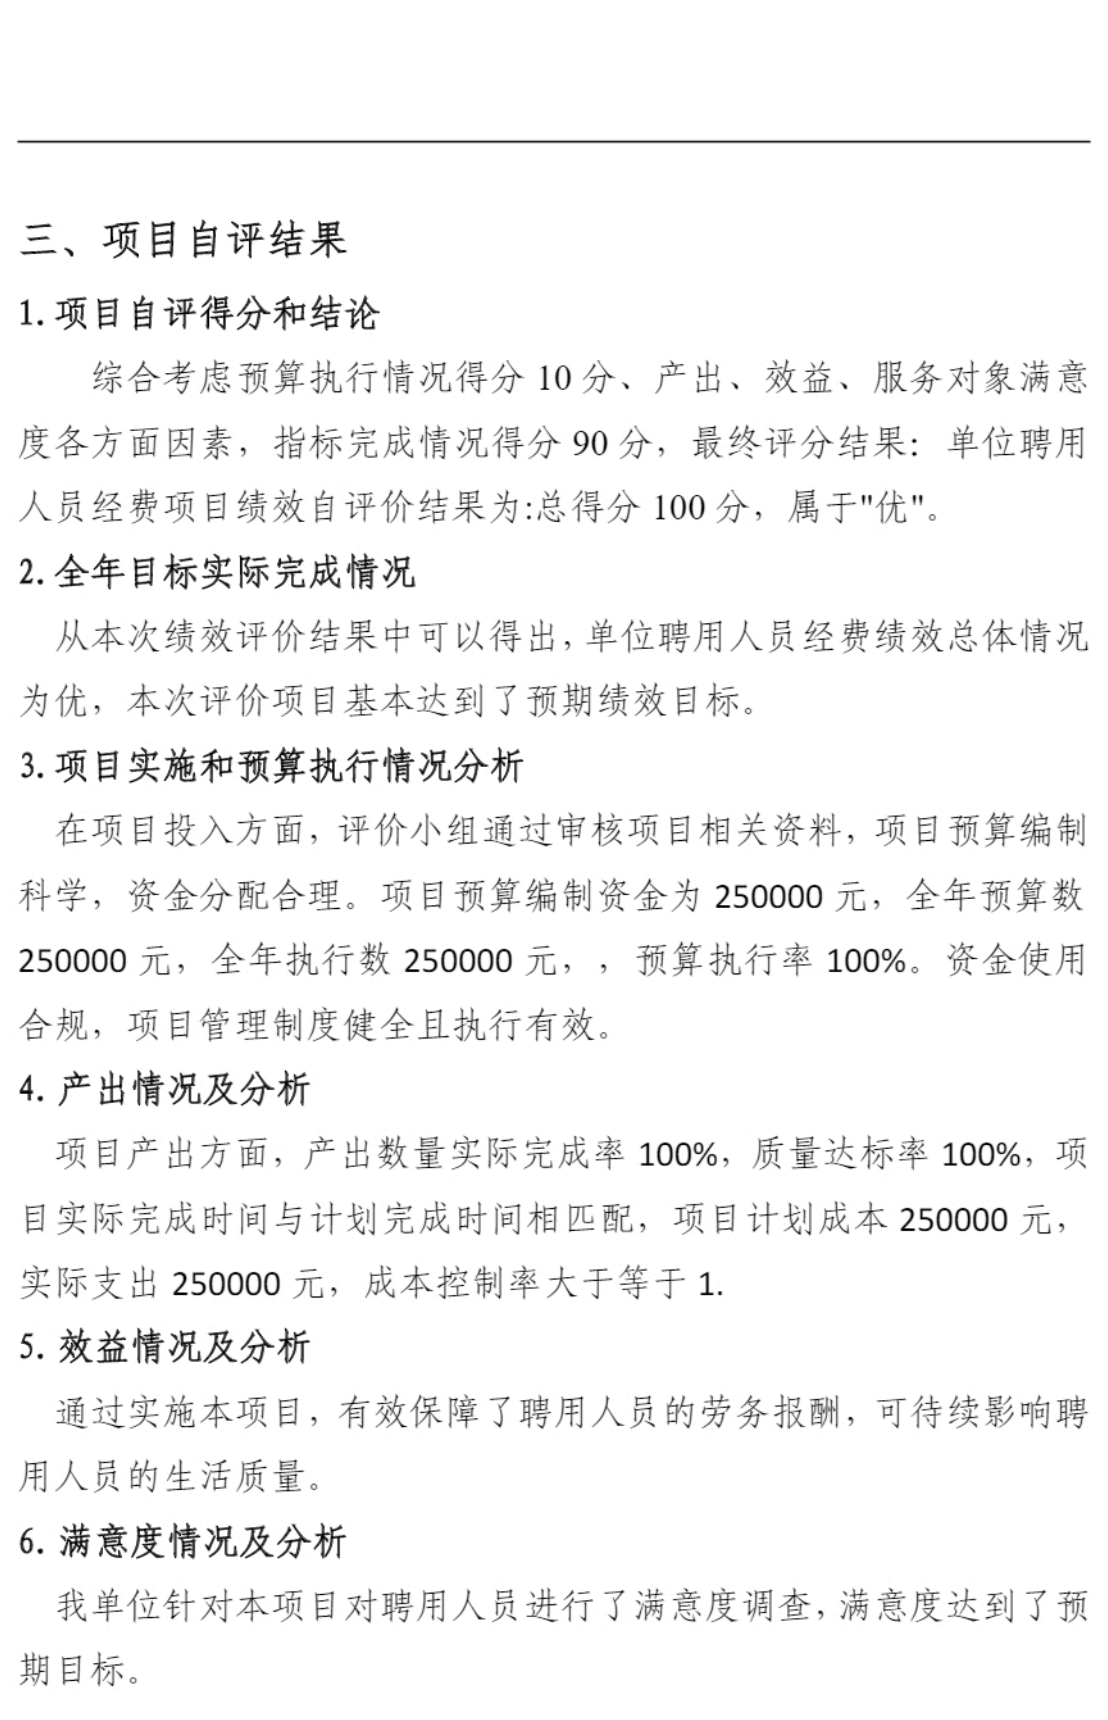 三、项目自评结果
1.项目自评得分和结论
综合考虑预算执行情况得分 10 分、产出、效益、服务对象满意
度各方面因素，指标完成情况得分 90 分，最终评分结果：单位聘用
人员经费项目绩效自评价结果为:总得分 100 分，属于"优"。
2.全年目标实际完成情况
从本次绩效评价结果中可以得出,单位聘用人员经费绩效总体情况
为优，本次评价项目基本达到了预期绩效目标。
3.项目实施和预算执行情况分析
在项目投入方面，评价小组通过审核项目相关资料，项目预算编制
科学，资金分配合理。项目预算编制资金为 250000 元，全年预算数
250000 元，全年执行数 250000 元，，预算执行率 100%。资金使用
合规，项目管理制度健全且执行有效。
4. 产出情况及分析
项目产出方面，产出数量实际完成率 100%，质量达标率 100%，项
目实际完成时间与计划完成时间相匹配，项目计划成本 250000 元，
实际支出 250000 元，成本控制率大于等于 1.
5. 效益情况及分析
通过实施本项目，有效保障了聘用人员的劳务报酬，可待续影响聘
用人员的生活质量。
6. 满意度情况及分析
我单位针对本项目对聘用人员进行了满意度调查,满意度达到了预
期目标。